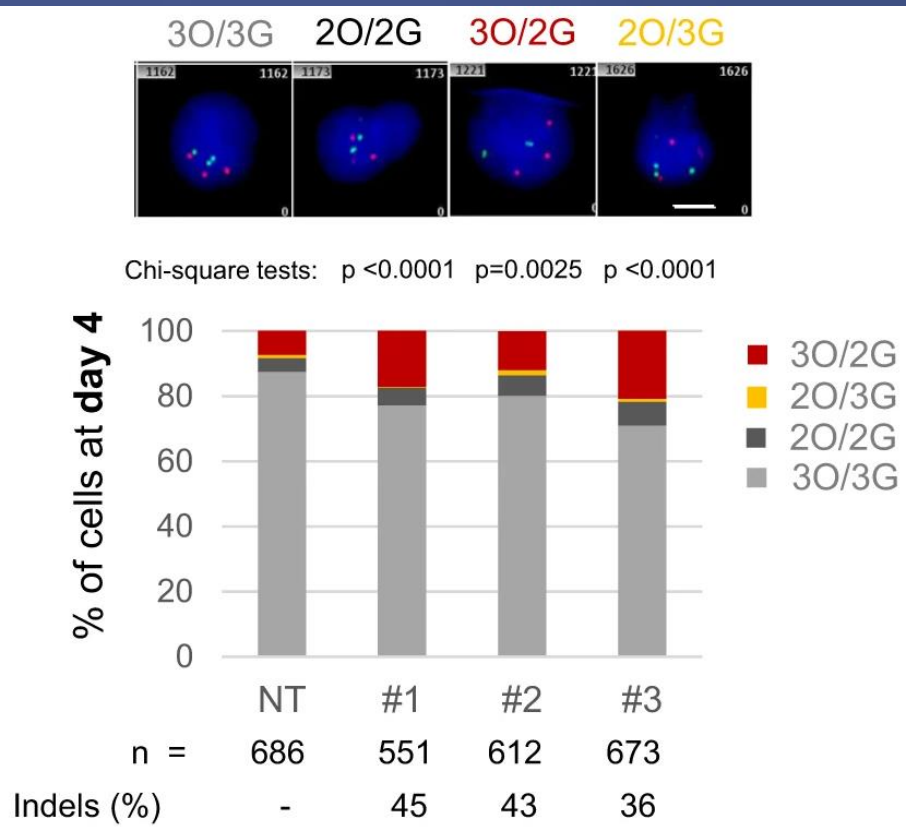 3O/3G 2O/2G 3O/2G 2O/3G
1162 1162 1173 1173 1221 1221 1626 1626
0 0 0 0
Chi-square tests: p <0.0001 p=0.0025 p <0.0001
% of cells at day 4
100
80
60
40
20
0
3O/2G
2O/3G
2O/2G
3O/3G
NT #1 #2 #3
n = 686 551 612 673
Indels (%) - 45 43 36